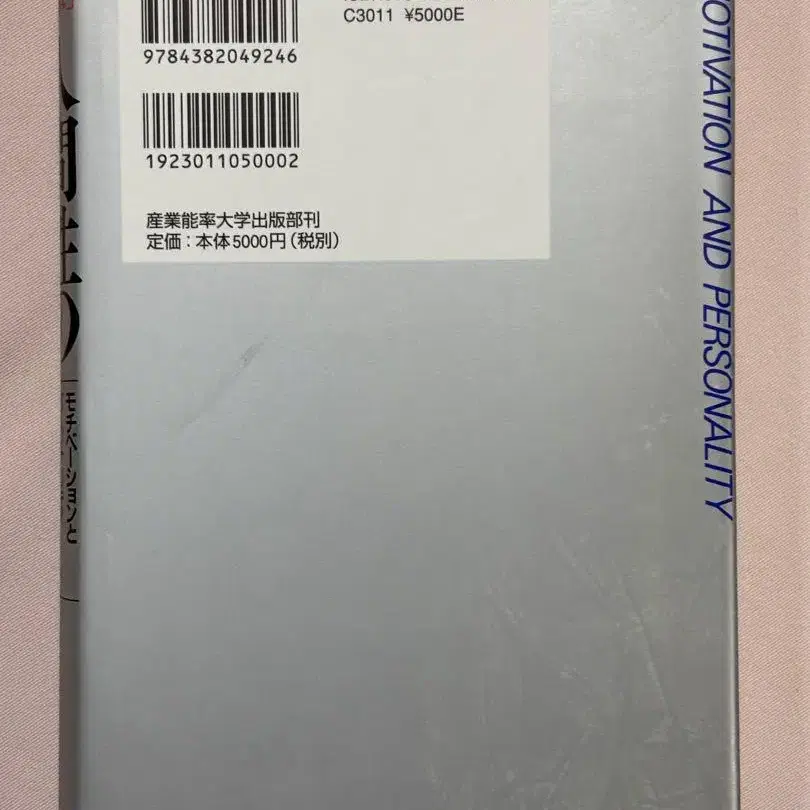 C3011 ¥5000E
9784382049246
1923011050002
産業能率大学出版部刊
定価：本体5000円（税別）
OTIVATION AND PERSONALITY
モチベーションと